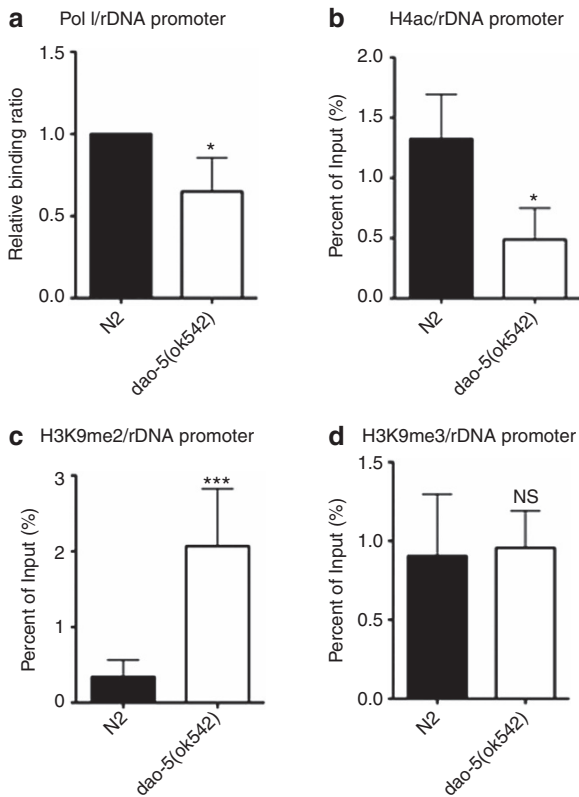 a Pol I/rDNA promoter
Relative binding ratio
1.5
1.0
0.5
0.0
*
N2
dao-5(ok542)
b H4ac/rDNA promoter
Percent of Input (%)
2.0
1.5
1.0
0.5
0.0
*
N2
dao-5(ok542)
c H3K9me2/rDNA promoter
Percent of Input (%)
3
2
1
0
***
N2
dao-5(ok542)
d H3K9me3/rDNA promoter
Percent of Input (%)
1.5
1.0
0.5
0.0
NS
N2
dao-5(ok542)